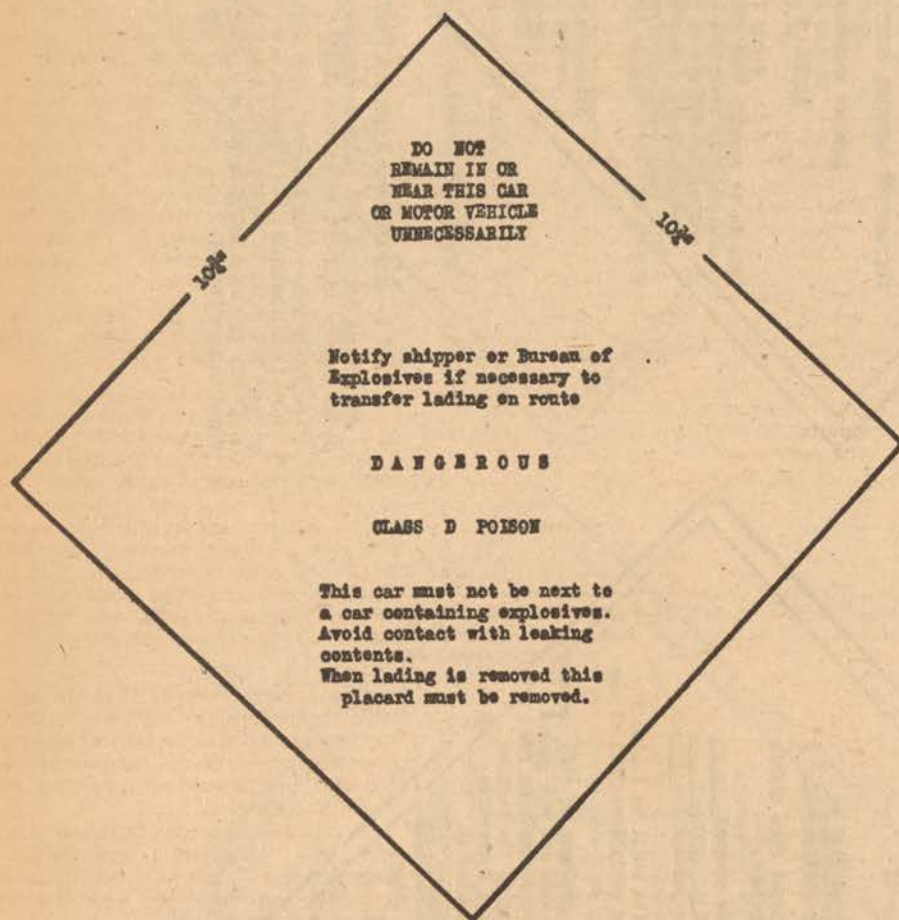 DO NOT
REMAIN IN OR
NEAR THIS CAR
OR MOTOR VEHICLE
UNNECESSARILY
10¾"
10¾"
Notify shipper or Bureau of
Explosives if necessary to
transfer lading en route
DANGEROUS
CLASS D POISON
This car must not be next to
a car containing explosives.
Avoid contact with leaking
contents.
When lading is removed this
placard must be removed.